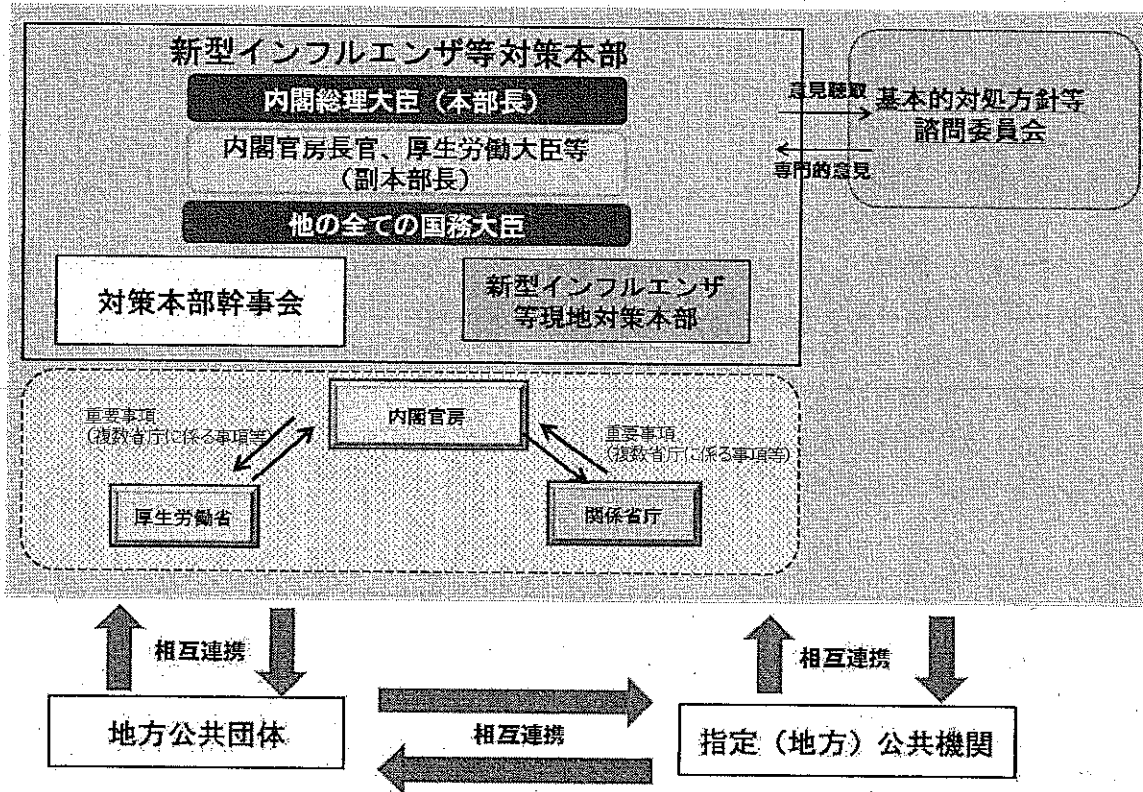 新型インフルエンザ等対策本部
内閣総理大臣(本部長)
内閣官房長官、厚生労働大臣等
(副本部長)
他の全ての国務大臣
対策本部幹事会
新型インフルエンザ
等現地対策本部
意見聴取
専門的意見
基本的対処方針等
諮問委員会
内閣官房
重要事項
(複数省庁に係る事項等)
重要事項
(複数省庁に係る事項等)
厚生労働省
関係省庁
相互連携
相互連携
地方公共団体
相互連携
指定(地方)公共機関